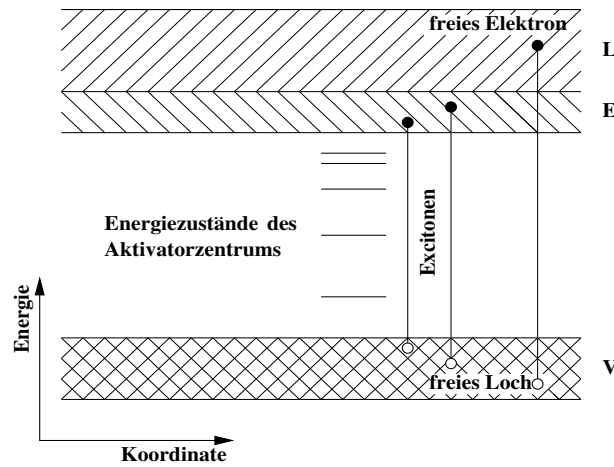 freies Elektron
L
E
Energiezustände des
Aktivatorzentrums
Excitonen
Energie
freies Loch
V
Koordinate